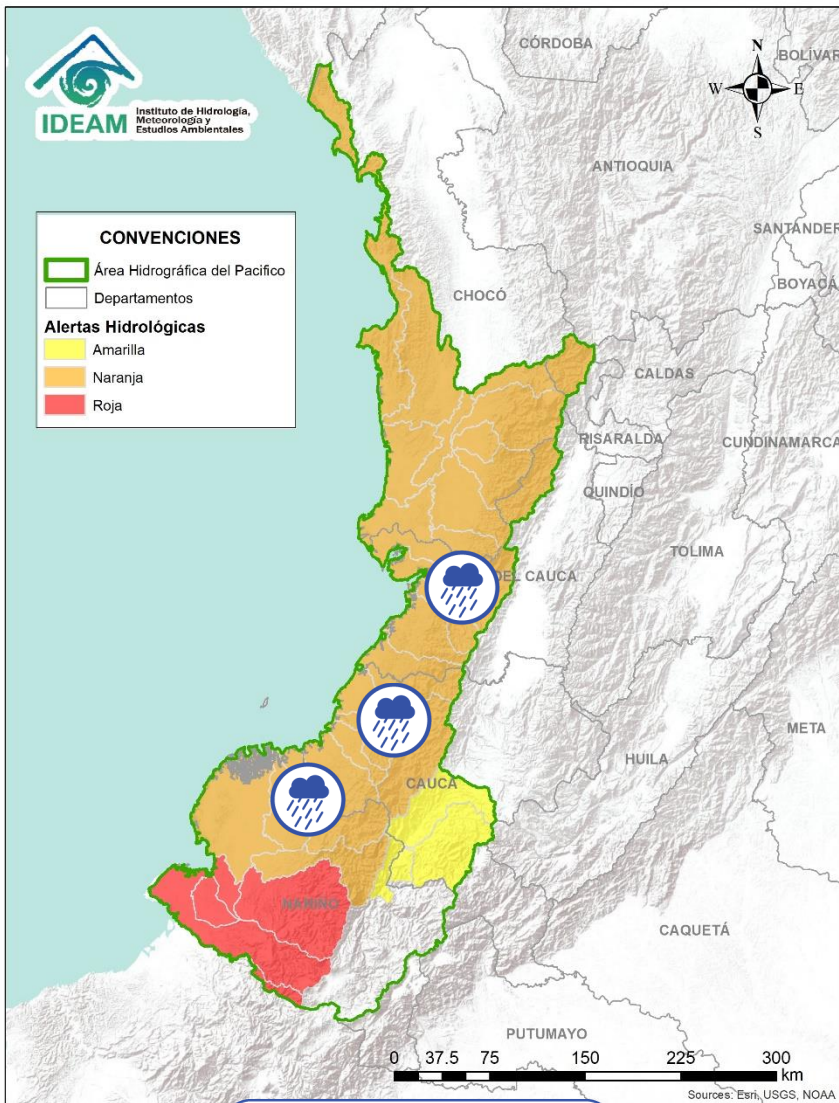 CÓRDOBA
BOLÍVAR
N
W E
S
IDEAM
Instituto de Hidrología,
Meteorología y
Estudios Ambientales
ANTIOQUIA
CONVENCIONES
Área Hidrográfica del Pacifico
Departamentos
Alertas Hidrológicas
Amarilla
Naranja
Roja
SANTANDER
BOYACÁ
CHOCÓ
CALDAS
RISARALDA
CUNDINAMARCA
QUINDÍO
TOLIMA
DEL CAUCA
META
HUILA
CAUCA
NARIÑO
CAQUETÁ
PUTUMAYO
0 37.5 75 150 225 300
km
Sources: Esri, USGS, NOAA